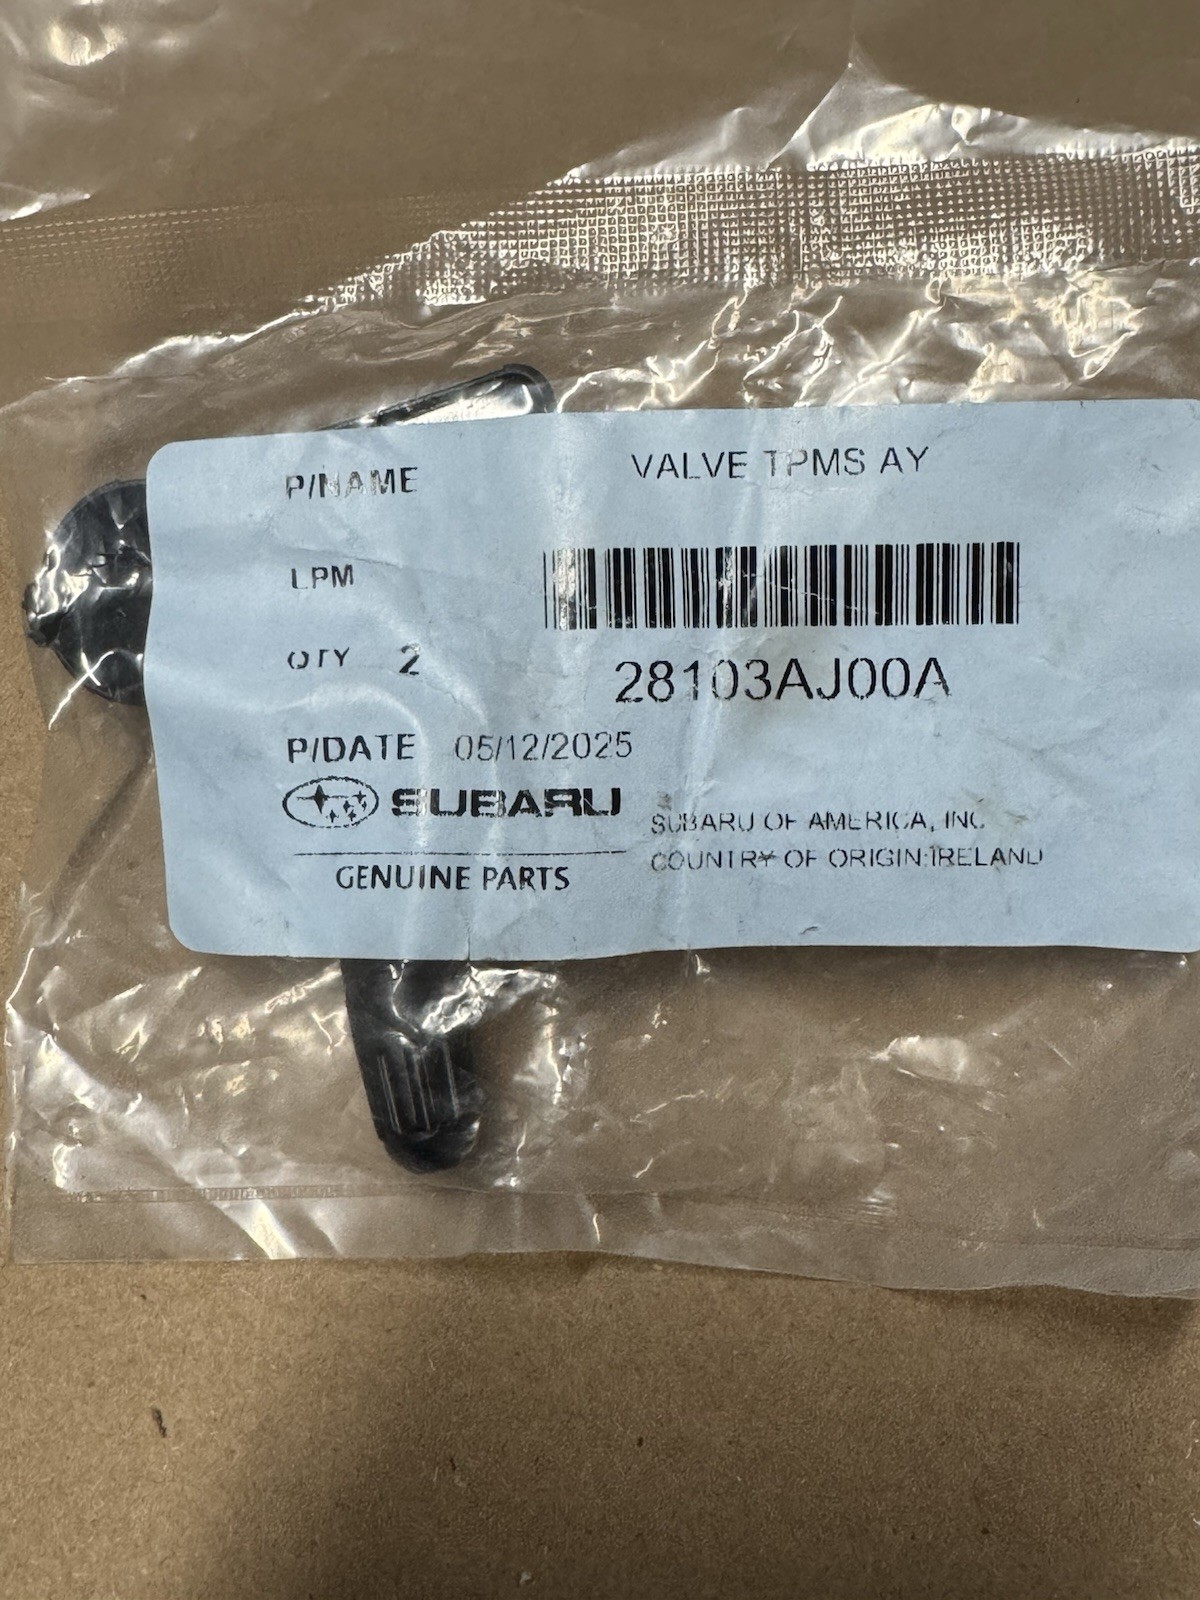 P/NAME VALVE TPMS AY
LPM
QTY 2
28103AJ00A
P/DATE 05/12/2025
SUBARU
GENUINE PARTS
SUBARU OF AMERICA, INC
COUNTRY OF ORIGIN:IRELAND